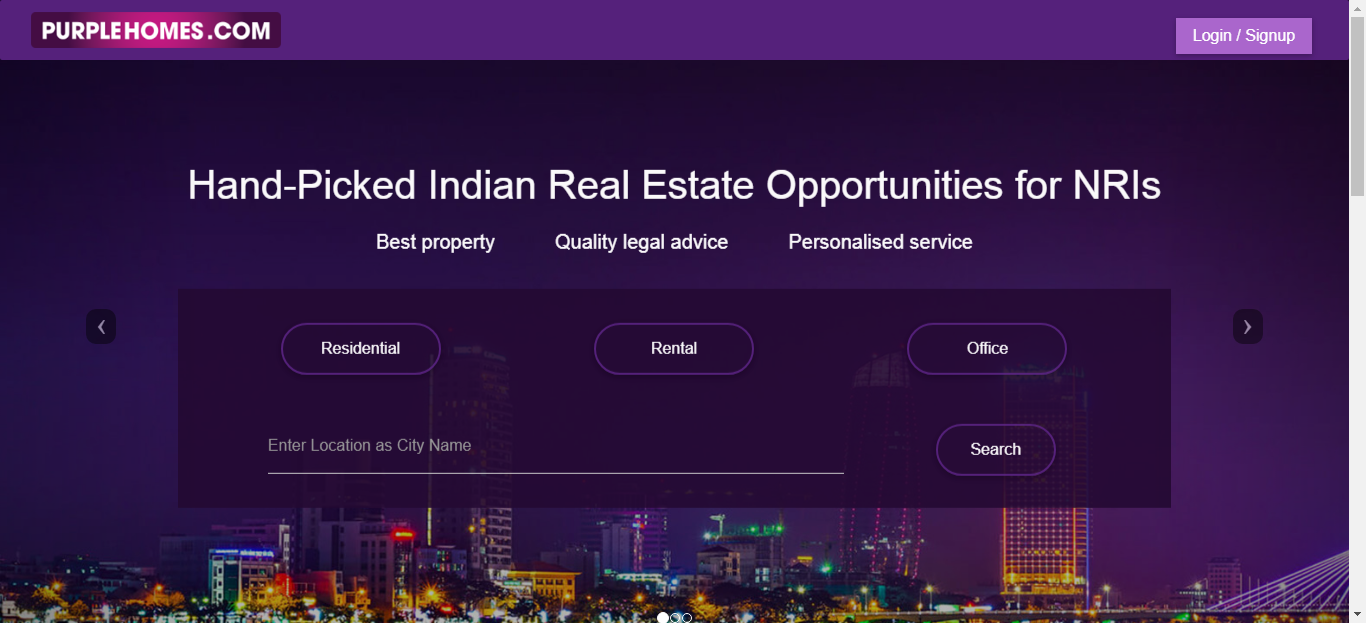 PURPLEHOMES.COM
Login / Signup
Hand-Picked Indian Real Estate Opportunities for NRIs
Best property Quality legal advice Personalised service
Residential Rental Office
Enter Location as City Name Search